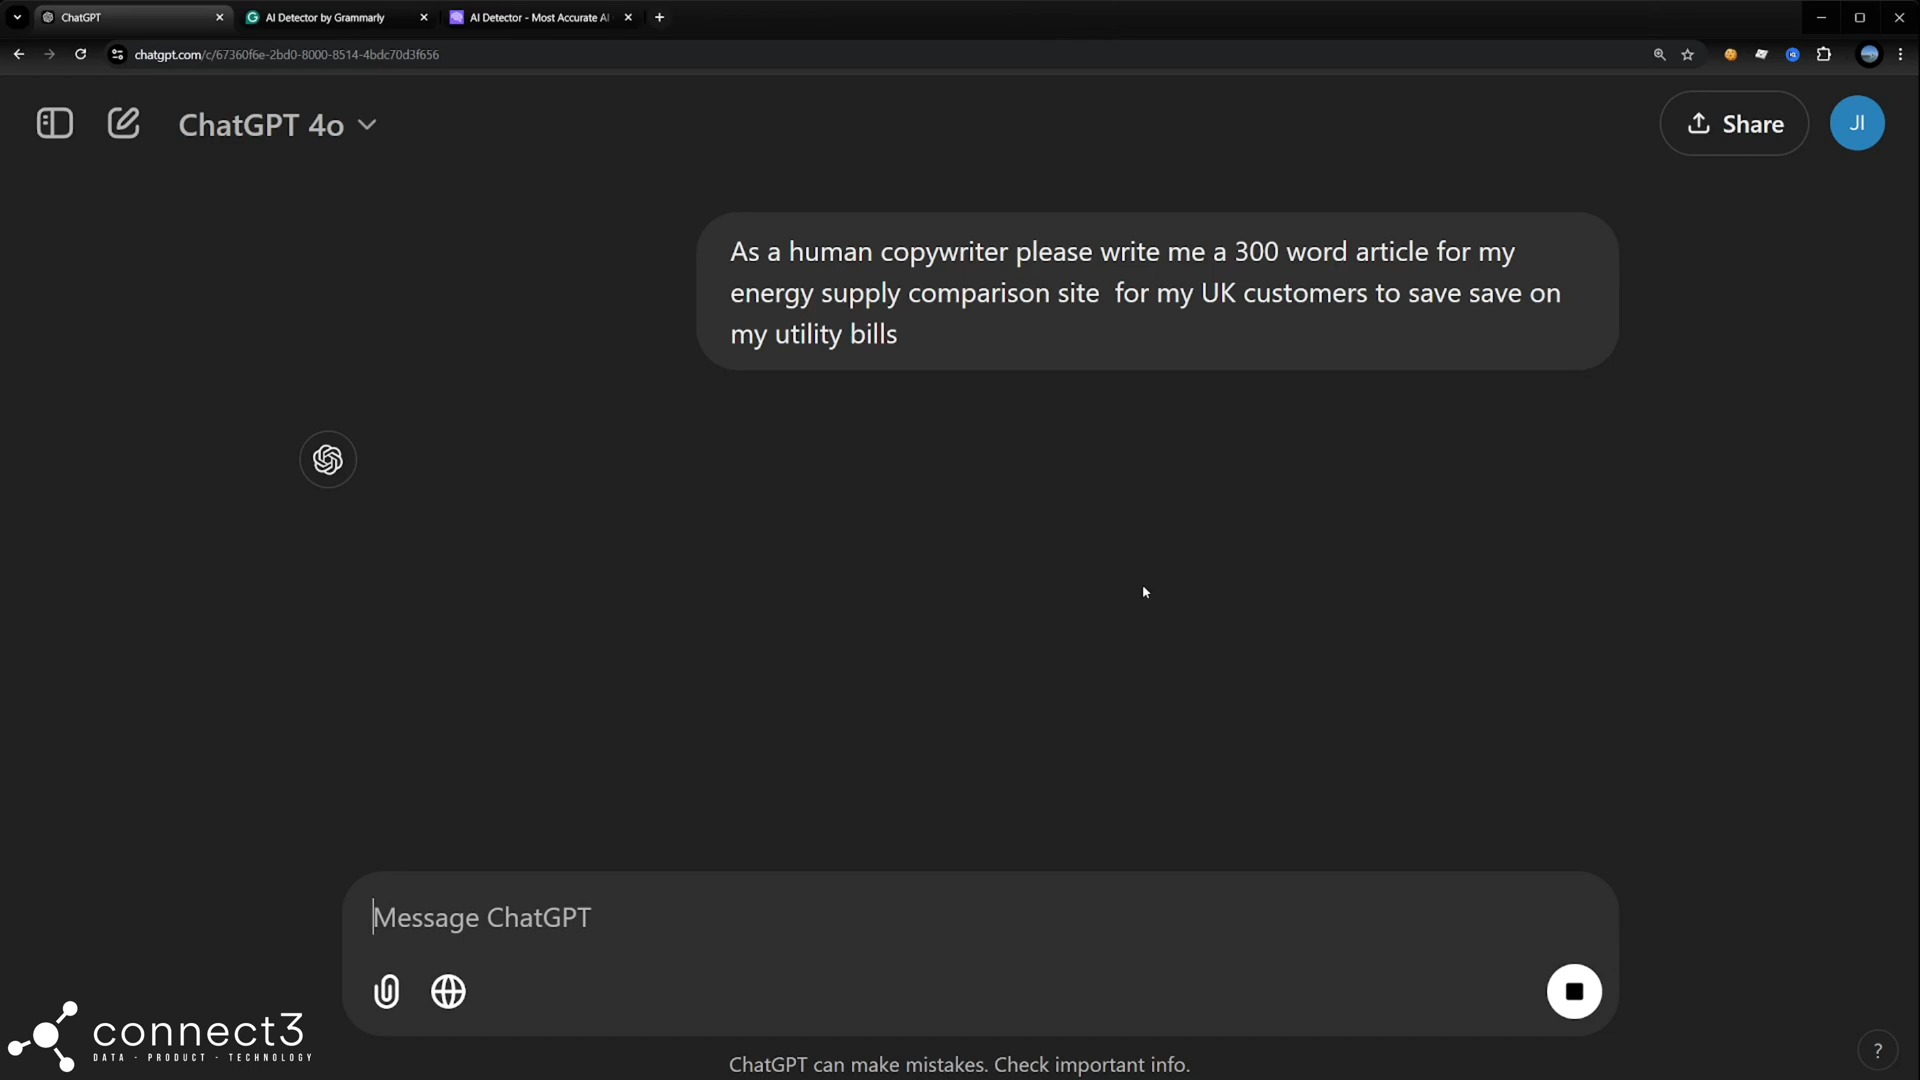 ChatGPT
AI Detector by Grammarly
AI Detector - Most Accurate AI
chatgpt.com/c/67360f6e-2bd0-8000-8514-4bdc70d3f656
ChatGPT 4o
Share
JI
As a human copywriter please write me a 300 word article for my
energy supply comparison site  for my UK customers to save save on
my utility bills
Message ChatGPT
connect3
DATA - PRODUCT - TECHNOLOGY
ChatGPT can make mistakes. Check important info.
?